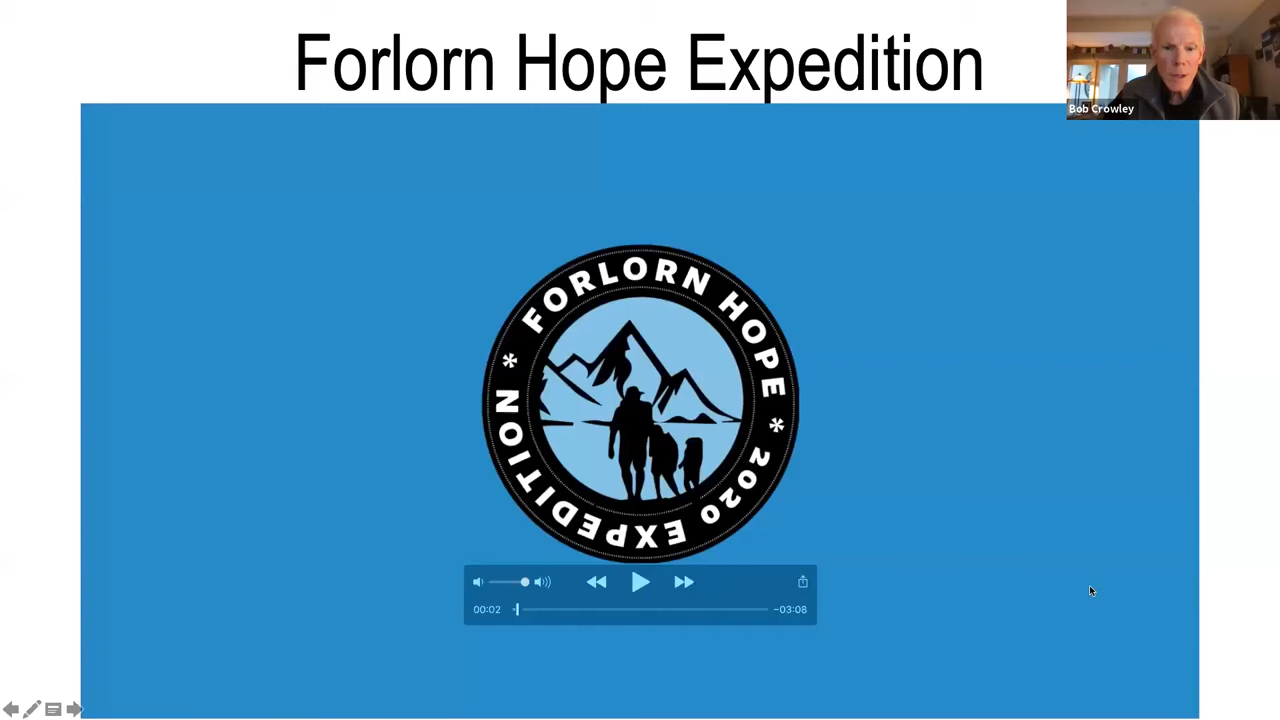 Forlorn Hope Expedition
Bob Crowley
* FORLORN HOPE * 2020 EXPEDITION
00:02
−03:08